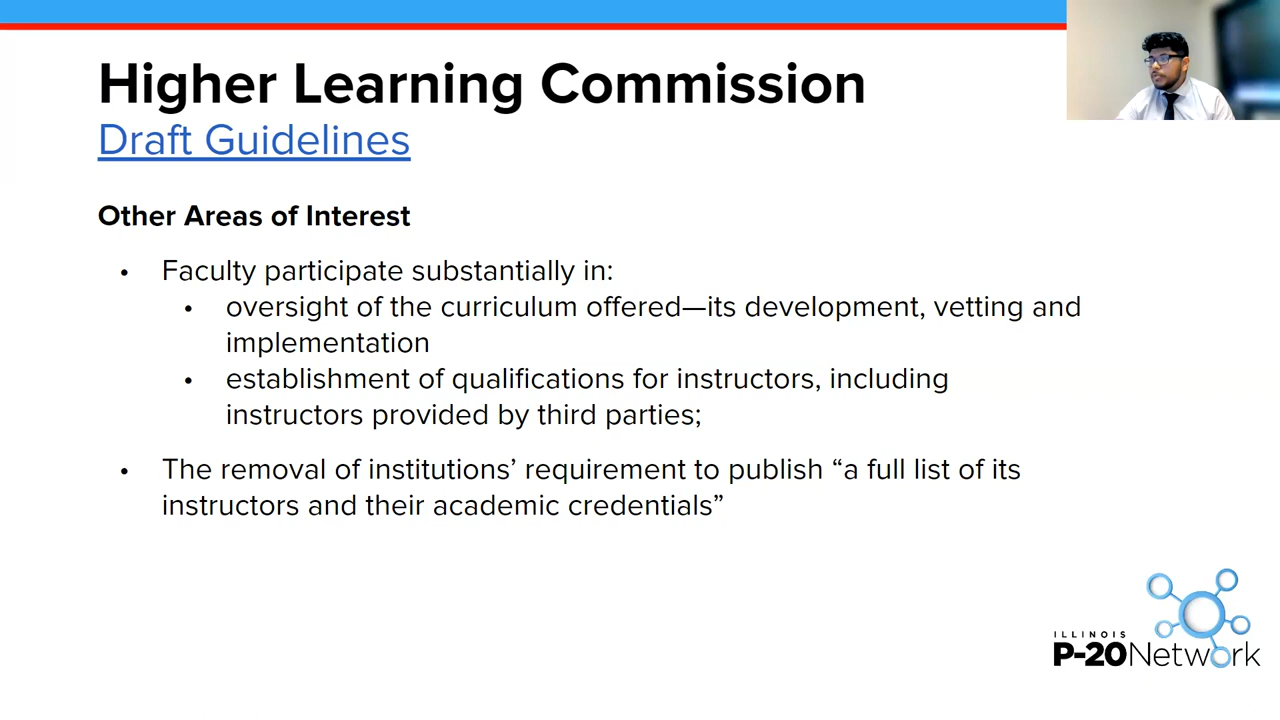 Higher Learning Commission
Draft Guidelines
Other Areas of Interest
• Faculty participate substantially in:
• oversight of the curriculum offered—its development, vetting and
implementation
• establishment of qualifications for instructors, including
instructors provided by third parties;
• The removal of institutions’ requirement to publish “a full list of its
instructors and their academic credentials”
ILLINOIS
P-20Network